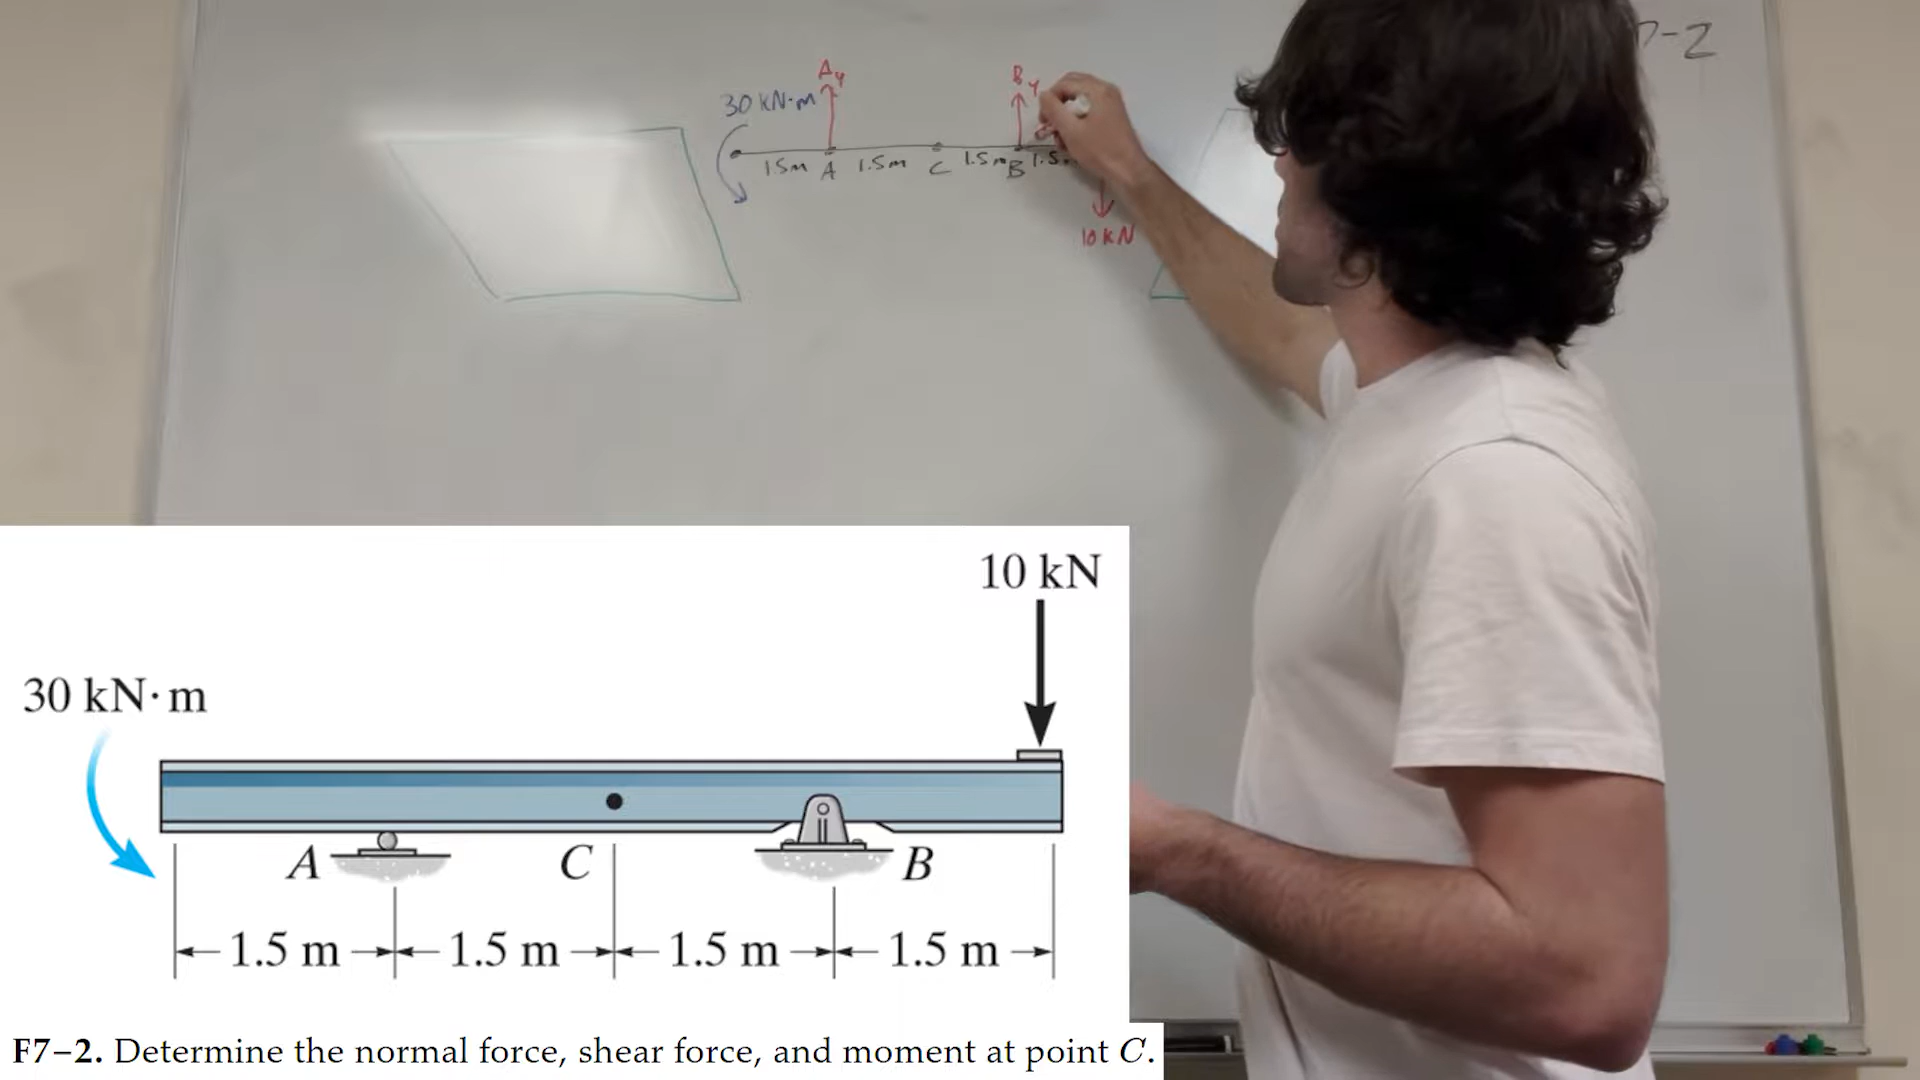 7-2
Ay
By
30 kN·m
1.5m A 1.5m C 1.5m B 1.5
10 kN
10 kN
30 kN·m
A
C
B
1.5 m 1.5 m 1.5 m 1.5 m
F7–2. Determine the normal force, shear force, and moment at point C.